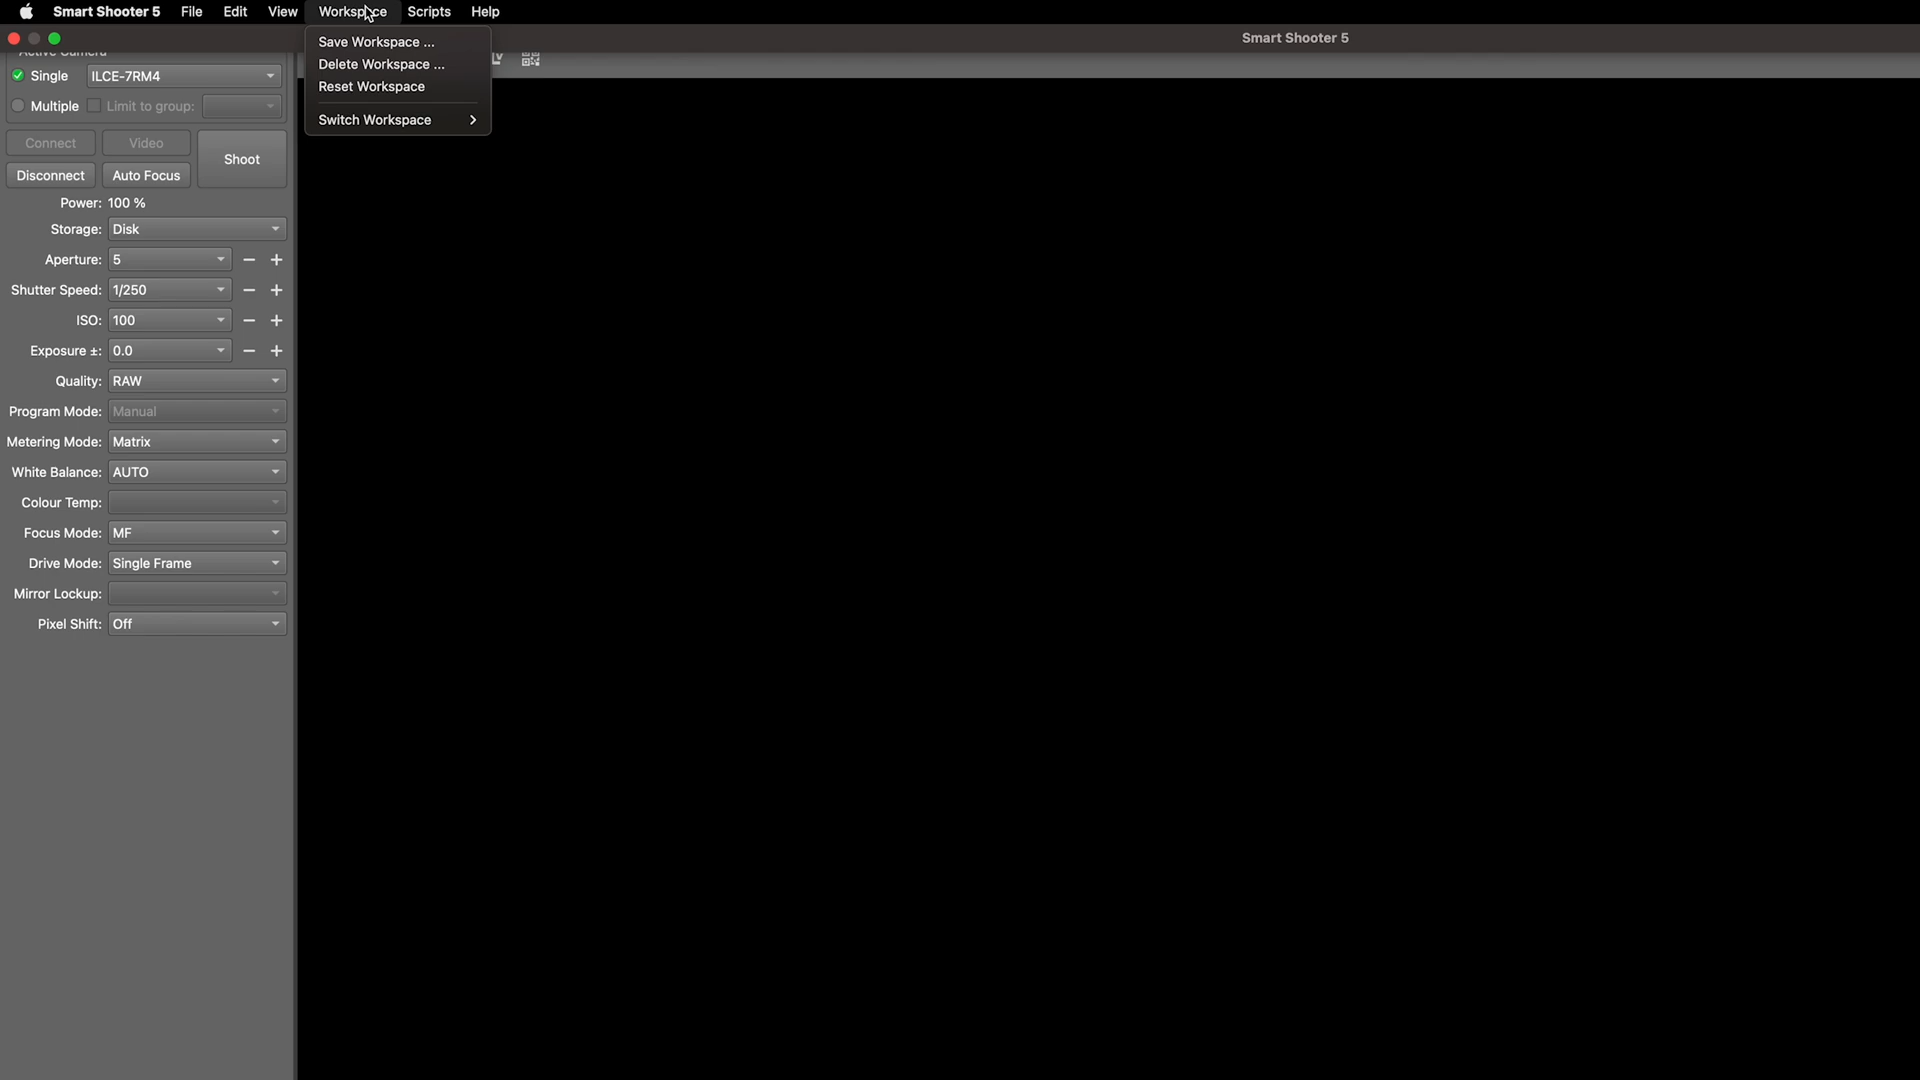 Smart Shooter 5 File Edit View Workspace Scripts Help
Smart Shooter 5
Save Workspace ...
Delete Workspace ...
Reset Workspace
Switch Workspace
Active Camera
Single ILCE-7RM4
Multiple Limit to group:
Connect Video Shoot
Disconnect Auto Focus
Power: 100 %
Storage: Disk
Aperture: 5
Shutter Speed: 1/250
ISO: 100
Exposure ±: 0.0
Quality: RAW
Program Mode: Manual
Metering Mode: Matrix
White Balance: AUTO
Colour Temp:
Focus Mode: MF
Drive Mode: Single Frame
Mirror Lockup:
Pixel Shift: Off